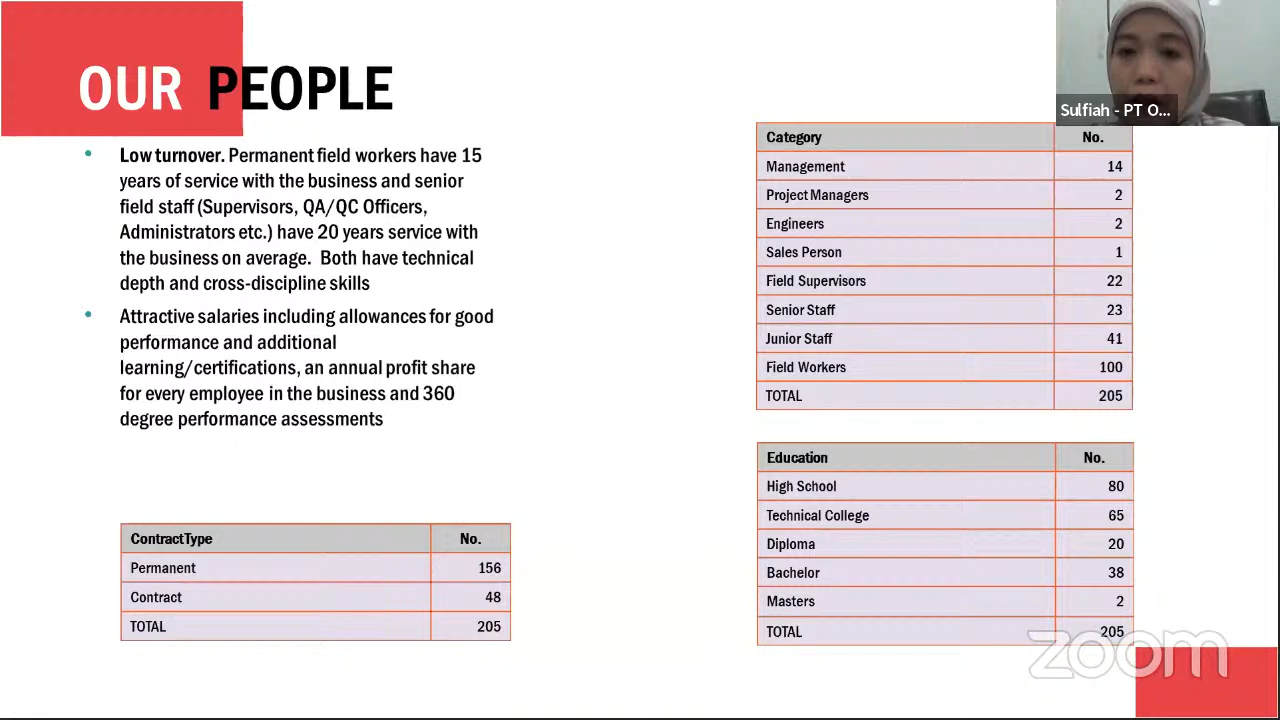 OUR PEOPLE
Low turnover. Permanent field workers have 15
years of service with the business and senior
field staff (Supervisors, QA/QC Officers,
Administrators etc.) have 20 years service with
the business on average. Both have technical
depth and cross-discipline skills
Attractive salaries including allowances for good
performance and additional
learning/certifications, an annual profit share
for every employee in the business and 360
degree performance assessments
ContractType No.
Permanent 156
Contract 48
TOTAL 205
Sulfiah - PT O...
Category No.
Management 14
Project Managers 2
Engineers 2
Sales Person 1
Field Supervisors 22
Senior Staff 23
Junior Staff 41
Field Workers 100
TOTAL 205
Education No.
High School 80
Technical College 65
Diploma 20
Bachelor 38
Masters 2
TOTAL 205
zoom